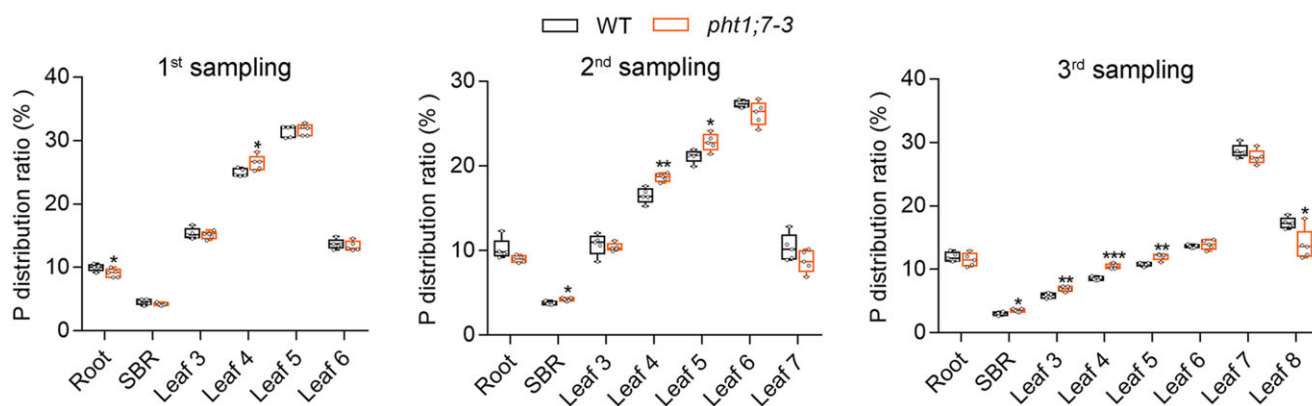 WT pht1;7-3
1st sampling
P distribution ratio (%)
40
30
20
10
0
*
*
Root
SBR
Leaf 3
Leaf 4
Leaf 5
Leaf 6
2nd sampling
P distribution ratio (%)
30
20
10
0
*
**
*
Root
SBR
Leaf 3
Leaf 4
Leaf 5
Leaf 6
Leaf 7
3rd sampling
P distribution ratio (%)
40
30
20
10
0
*
**
***
**
*
Root
SBR
Leaf 3
Leaf 4
Leaf 5
Leaf 6
Leaf 7
Leaf 8